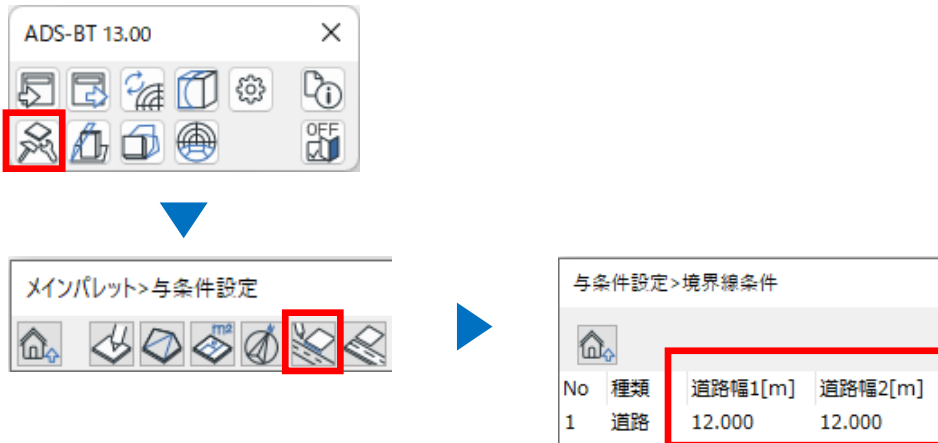 ADS-BT 13.00
OFF
メインパレット>与条件設定
m2
与条件設定>境界線条件
No 種類 道路幅1[m] 道路幅2[m]
1 道路 12.000 12.000